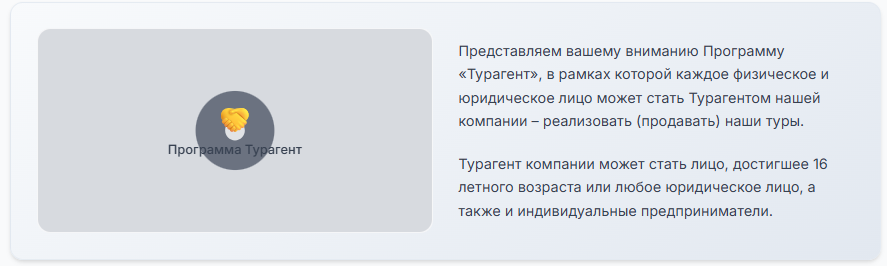 Программа Турагент
Представляем вашему вниманию Программу
«Турагент», в рамках которой каждое физическое и
юридическое лицо может стать Турагентом нашей
компании – реализовать (продавать) наши туры.
Турагент компании может стать лицо, достигшее 16
летного возраста или любое юридическое лицо, а
также и индивидуальные предприниматели.